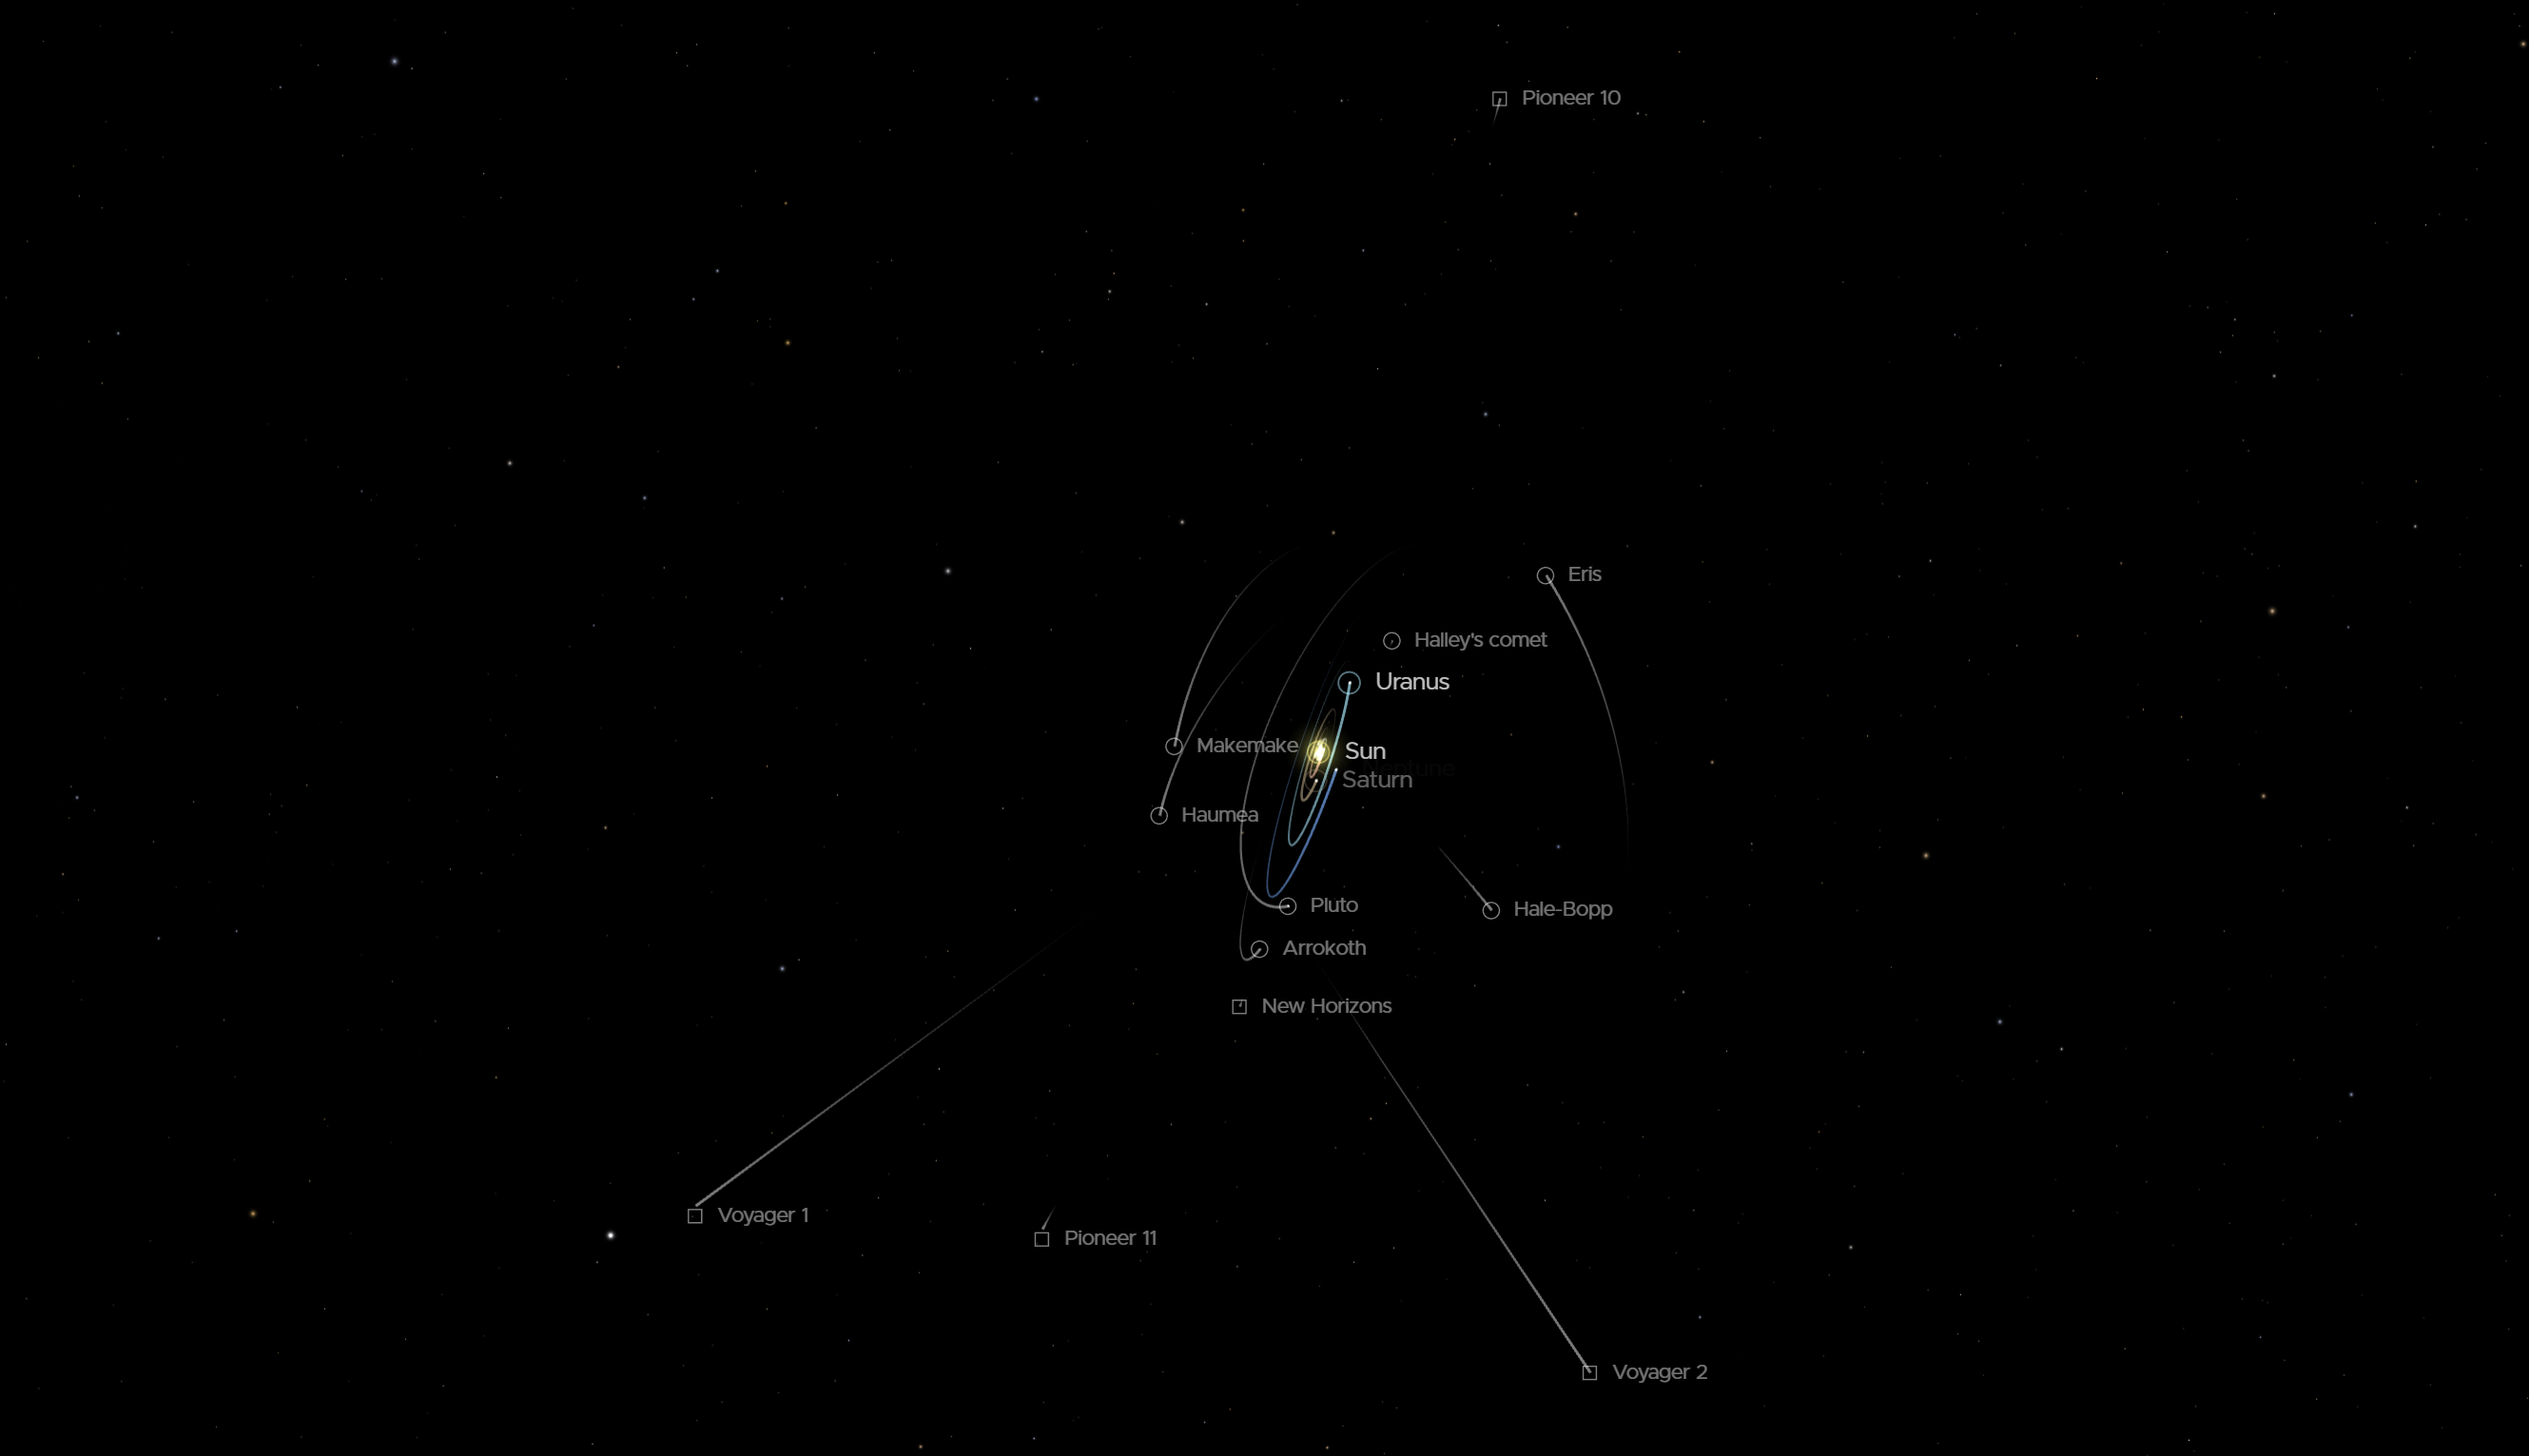 Pioneer 10
Eris
Halley's comet
Uranus
Makemake
Sun
Neptune
Saturn
Haumea
Pluto
Hale-Bopp
Arrokoth
New Horizons
Voyager 1
Pioneer 11
Voyager 2